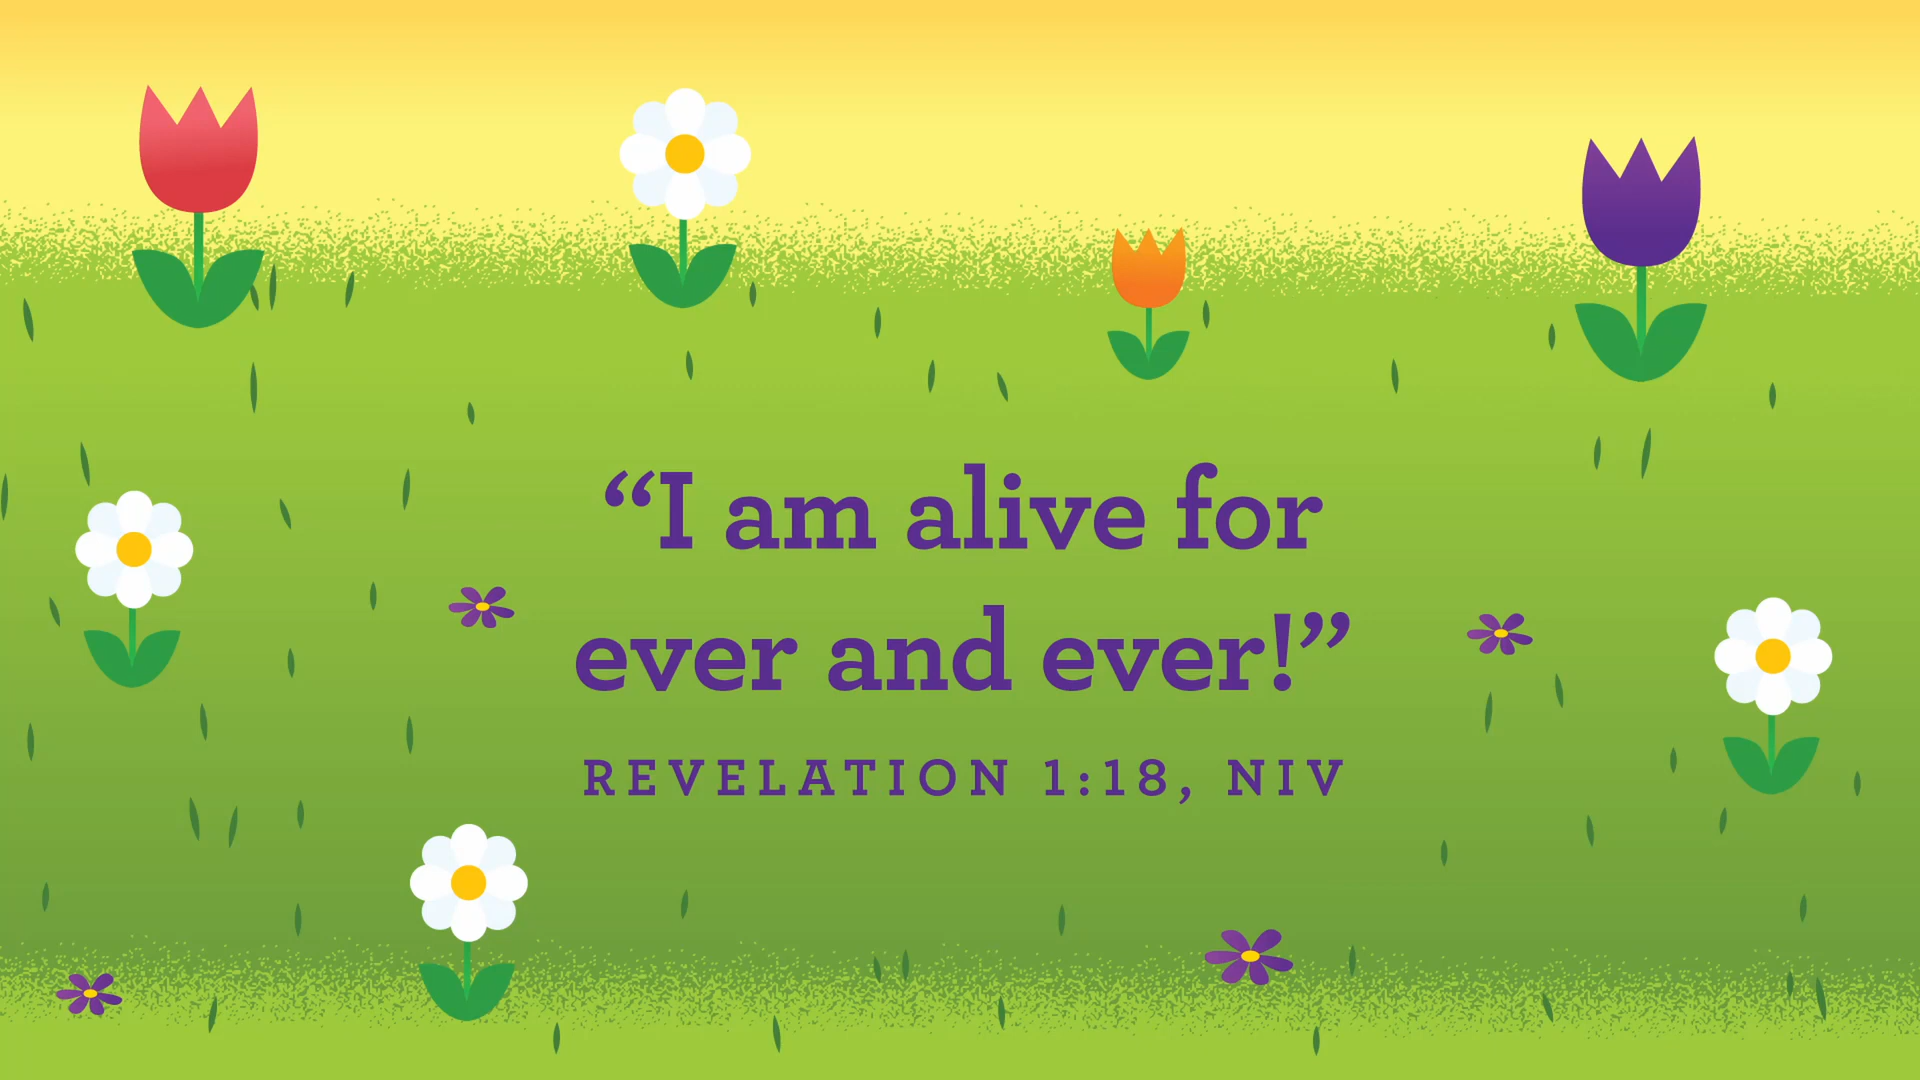 “I am alive for
ever and ever!”
REVELATION 1:18, NIV